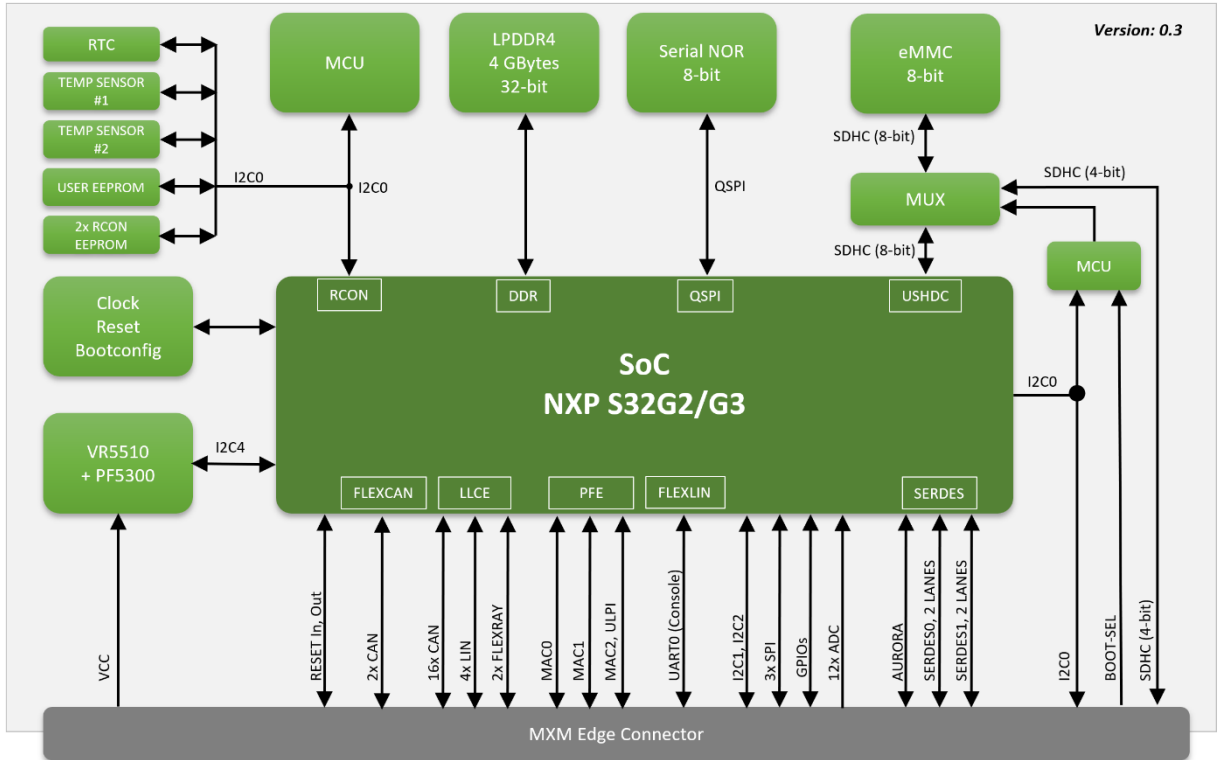 Version: 0.3
RTC
TEMP SENSOR
#1
TEMP SENSOR
#2
USER EEPROM
2x RCON
EEPROM
I2C0
MCU
I2C0
LPDDR4
4 GBytes
32-bit
Serial NOR
8-bit
QSPI
eMMC
8-bit
SDHC (8-bit)
MUX
SDHC (4-bit)
SDHC (8-bit)
MCU
Clock
Reset
Bootconfig
VR5510
+ PF5300
I2C4
RCON
DDR
QSPI
USHDC
SoC
NXP S32G2/G3
I2C0
FLEXCAN
LLCE
PFE
FLEXLIN
SERDES
VCC
RESET In, Out
2x CAN
16x CAN
4x LIN
2x FLEXRAY
MAC0
MAC1
MAC2, ULPI
UART0 (Console)
I2C1, I2C2
3x SPI
GPIOs
12x ADC
AURORA
SERDES0, 2 LANES
SERDES1, 2 LANES
I2C0
BOOT-SEL
SDHC (4-bit)
MXM Edge Connector